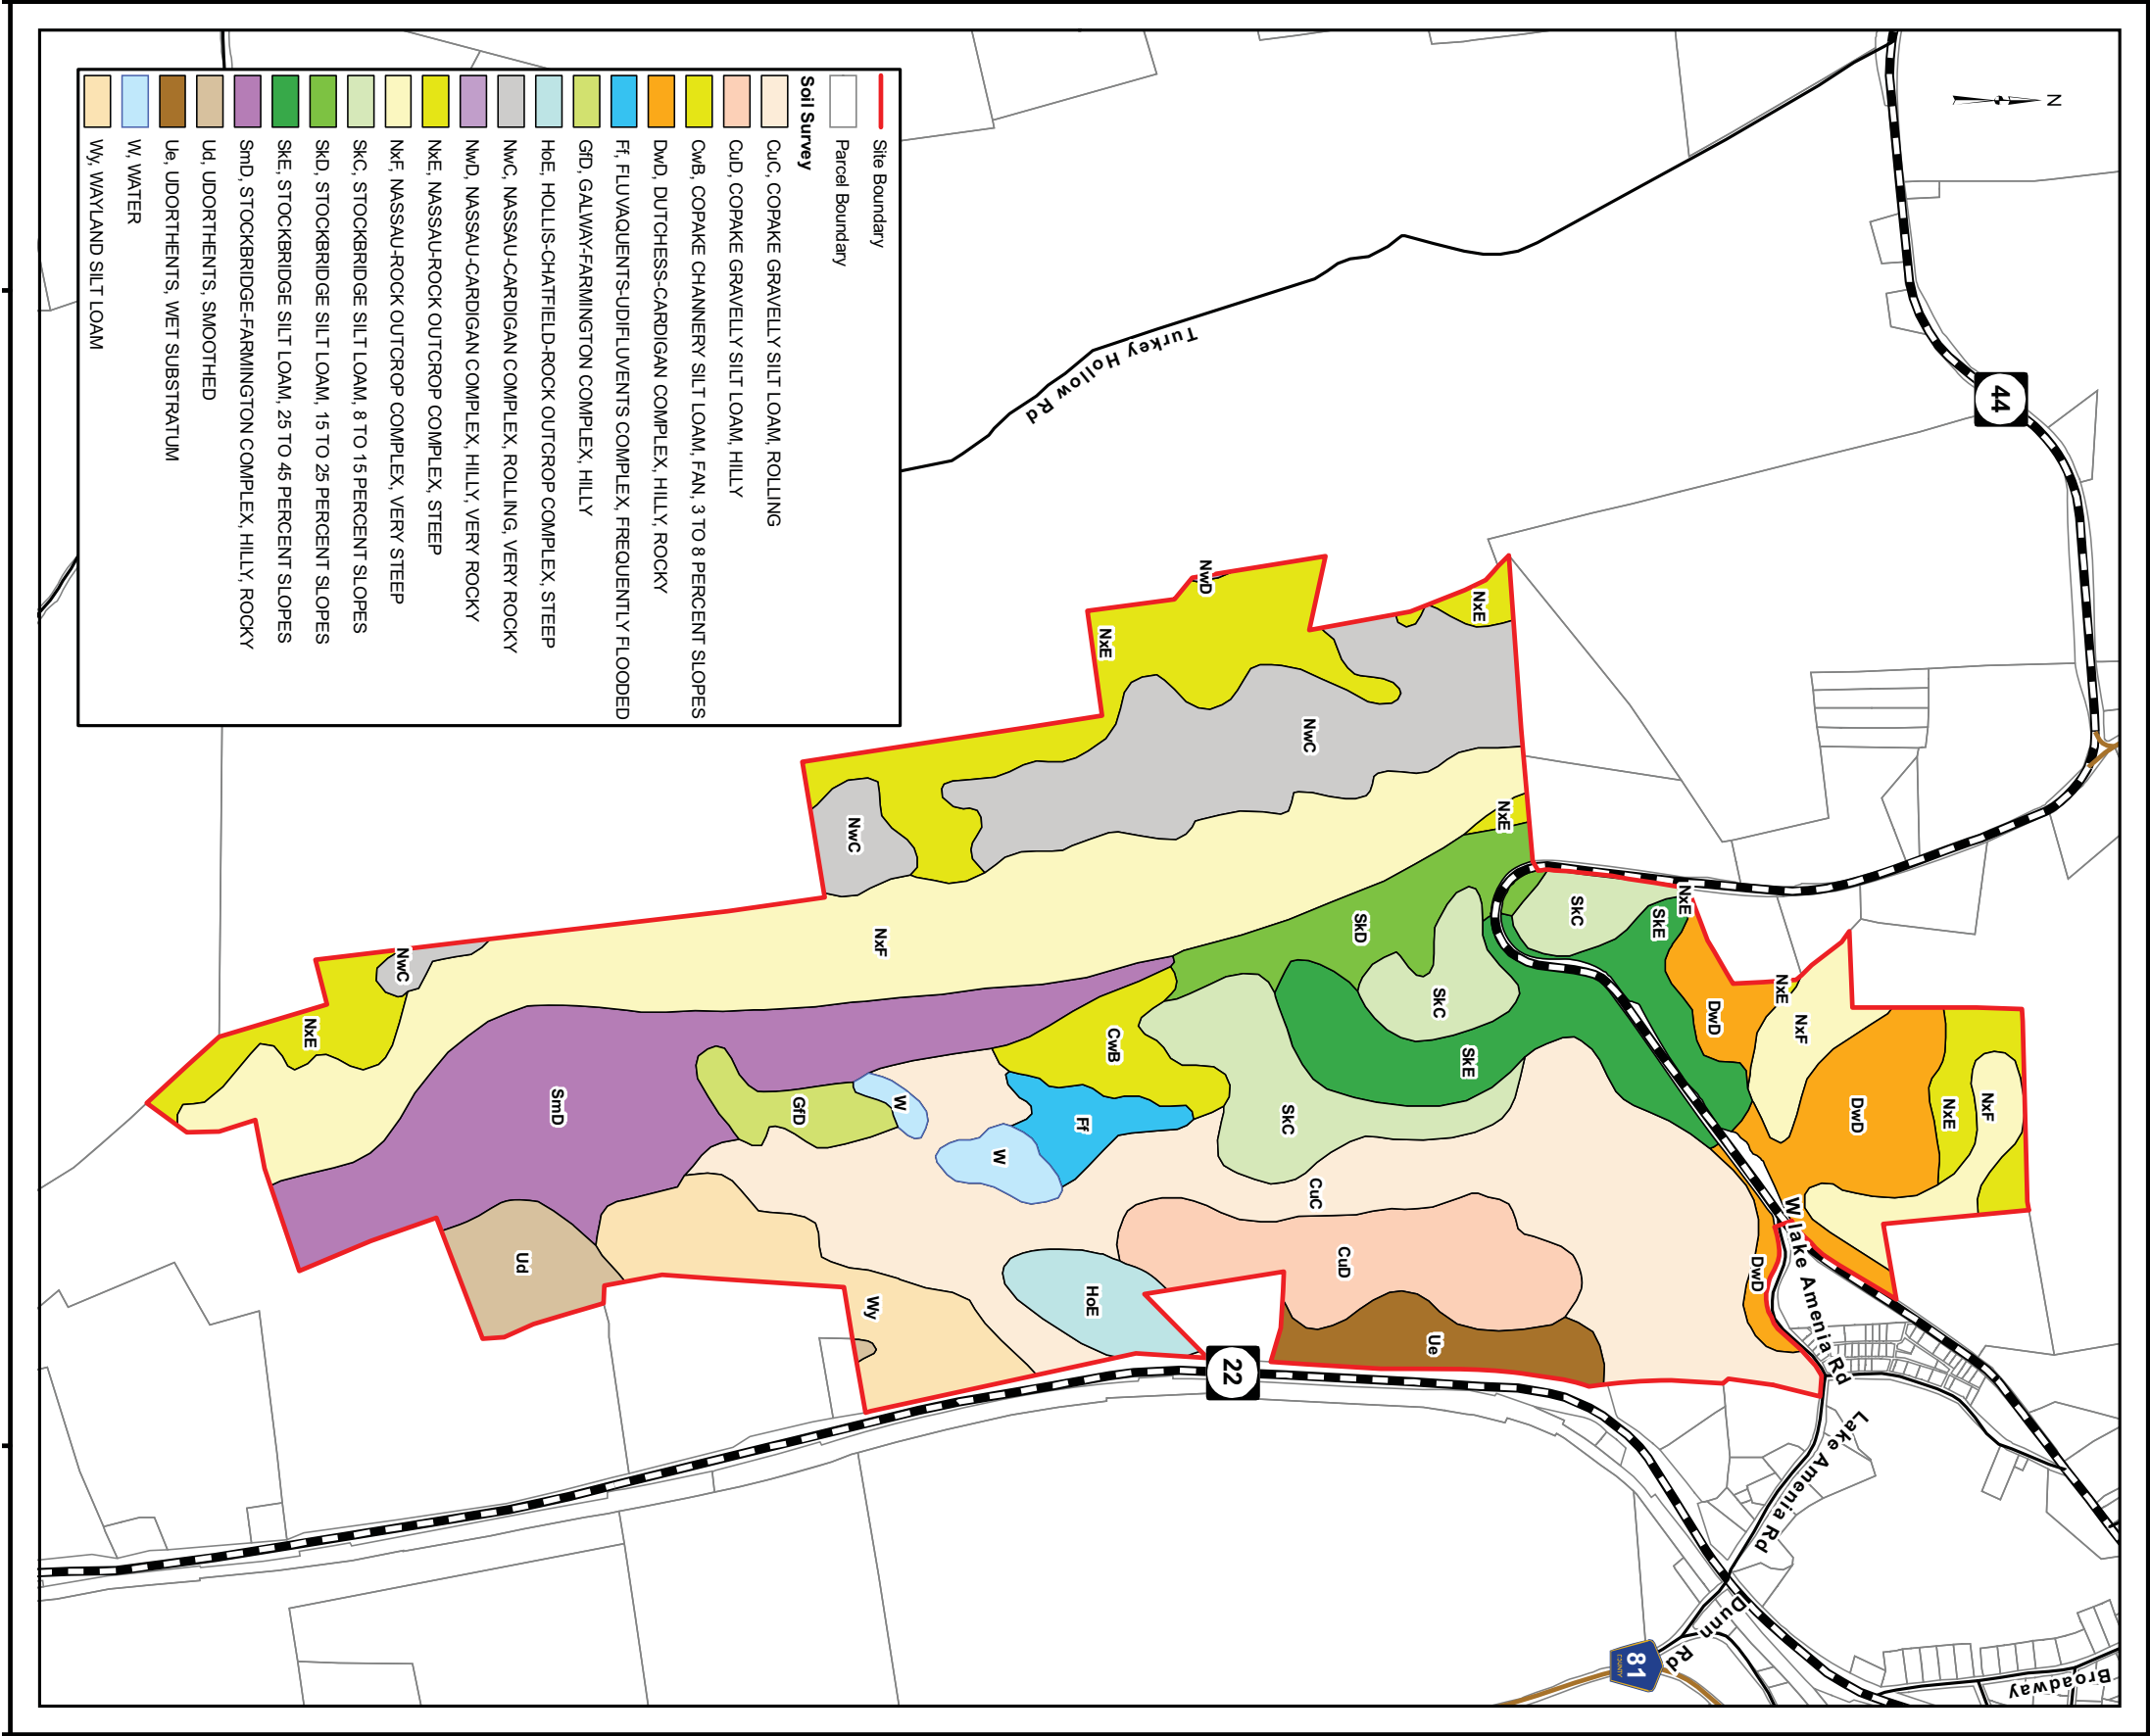 Site Boundary
Parcel Boundary
Soil Survey
CuC, COPAKE GRAVELLY SILT LOAM, ROLLING
CuD, COPAKE GRAVELLY SILT LOAM, HILLY
CwB, COPAKE CHANNERY SILT LOAM, FAN, 3 TO 8 PERCENT SLOPES
DwD, DUTCHESS-CARDIGAN COMPLEX, HILLY, ROCKY
Ff, FLUVAQUENTS-UDIFLUVENTS COMPLEX, FREQUENTLY FLOODED
GfD, GALWAY-FARMINGTON COMPLEX, HILLY
HoE, HOLLIS-CHATFIELD-ROCK OUTCROP COMPLEX, STEEP
NwC, NASSAU-CARDIGAN COMPLEX, ROLLING, VERY ROCKY
NwD, NASSAU-CARDIGAN COMPLEX, HILLY, VERY ROCKY
NxE, NASSAU-ROCK OUTCROP COMPLEX, STEEP
NxF, NASSAU-ROCK OUTCROP COMPLEX, VERY STEEP
SkC, STOCKBRIDGE SILT LOAM, 8 TO 15 PERCENT SLOPES
SkD, STOCKBRIDGE SILT LOAM, 15 TO 25 PERCENT SLOPES
SkE, STOCKBRIDGE SILT LOAM, 25 TO 45 PERCENT SLOPES
SmD, STOCKBRIDGE-FARMINGTON COMPLEX, HILLY, ROCKY
Ud, UDORTHENTS, SMOOTHED
Ue, UDORTHENTS, WET SUBSTRATUM
W, WATER
Wy, WAYLAND SILT LOAM
N
44
Turkey Hollow Rd
NwD
NxE
NxE
NwC
NwC
NxE
NxF
NwC
NxE
SkD
SkC
SkE
NxE
SkC
SkE
DwD
NxE
NxF
DwD
NxE
NxF
CwB
SkC
Ff
W
W
GfD
SmD
CuC
CuD
HoE
Ue
Ud
Wy
DwD
W lake Amenia Rd
22
Lake Amenia Rd
Dunn Rd
81
COUNTY
Broadway